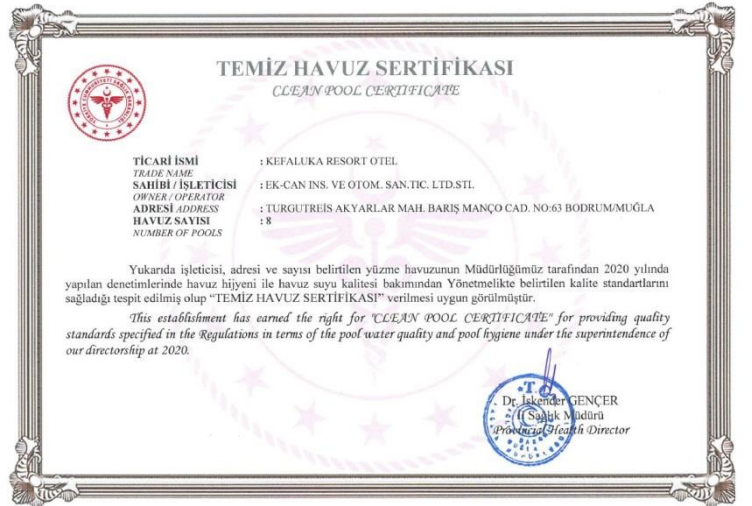 TEMİZ HAVUZ SERTİFİKASI
CLEAN POOL CERTIFICATE
TİCARİ İSMİ : KEFALUKA RESORT OTEL
TRADE NAME
SAHİBİ / İŞLETİCİSİ : EK-CAN INS. VE OTOM. SAN.TIC. LTD.STI.
OWNER / OPERATOR
ADRESİ ADDRESS : TURGUTREİS AKYARLAR MAH. BARIŞ MANÇO CAD. NO:63 BODRUM/MUĞLA
HAVUZ SAYISI : 8
NUMBER OF POOLS
Yukarıda işleticisi, adresi ve sayısı belirtilen yüzme havuzunun Müdürlüğümüz tarafından 2020 yılında
yapılan denetimlerinde havuz hijyeni ile havuz suyu kalitesi bakımından Yönetmelikte belirtilen kalite standartlarını
sağladığı tespit edilmiş olup “TEMİZ HAVUZ SERTİFİKASI” verilmesi uygun görülmüştür.
This establishment has earned the right for "CLEAN POOL CERTIFICATE" for providing quality
standards specified in the Regulations in terms of the pool water quality and pool hygiene under the superintendence of
our directorship at 2020.
Dr. İskender GENÇER
İl Sağlık Müdürü
Provincial Health Director